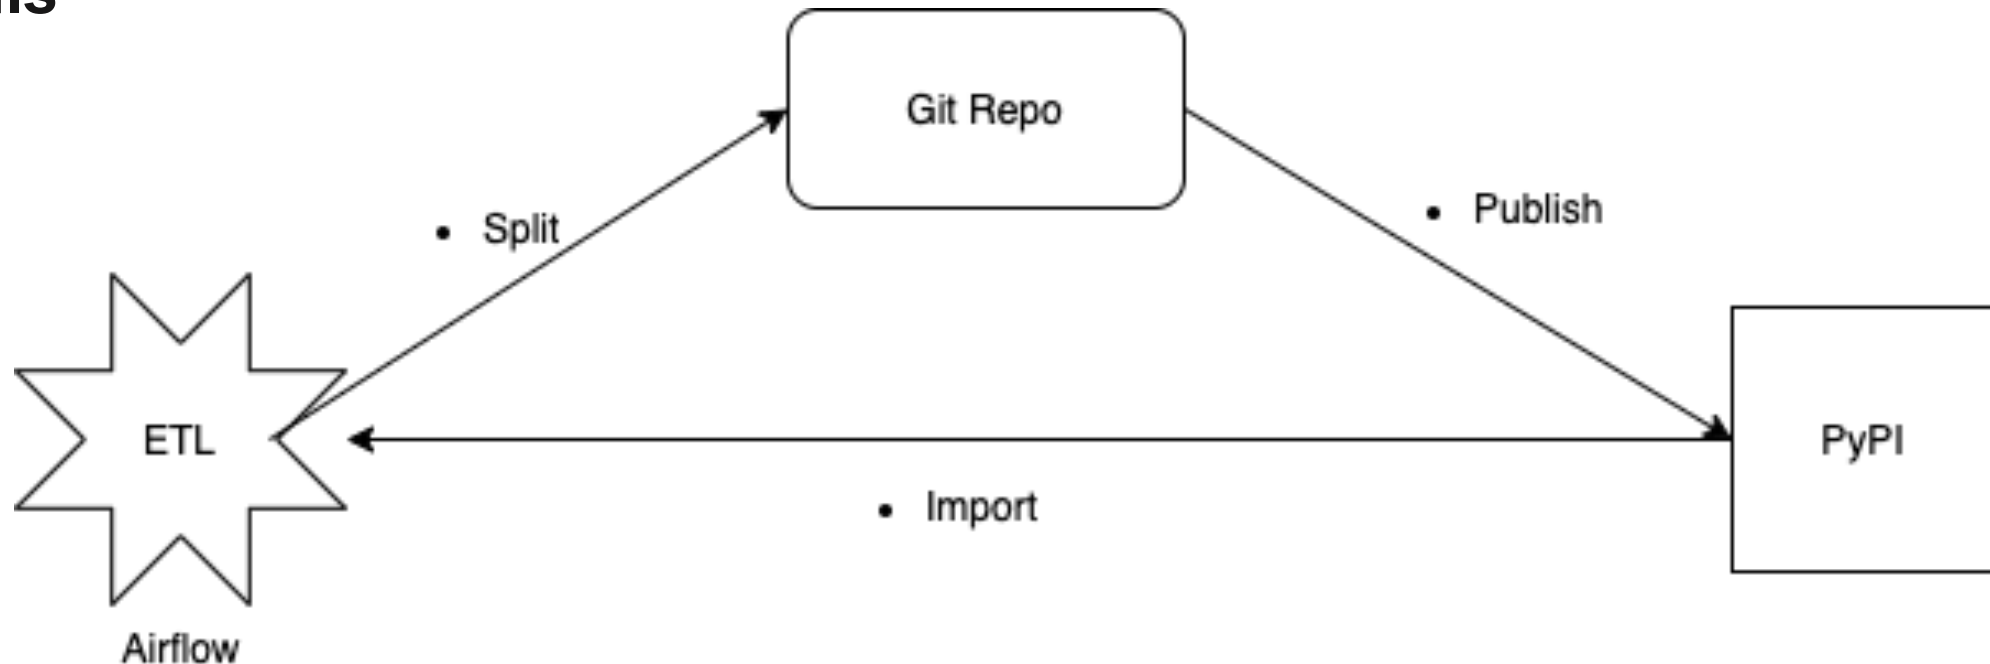 Git Repo
• Split
• Publish
ETL
PyPI
• Import
Airflow